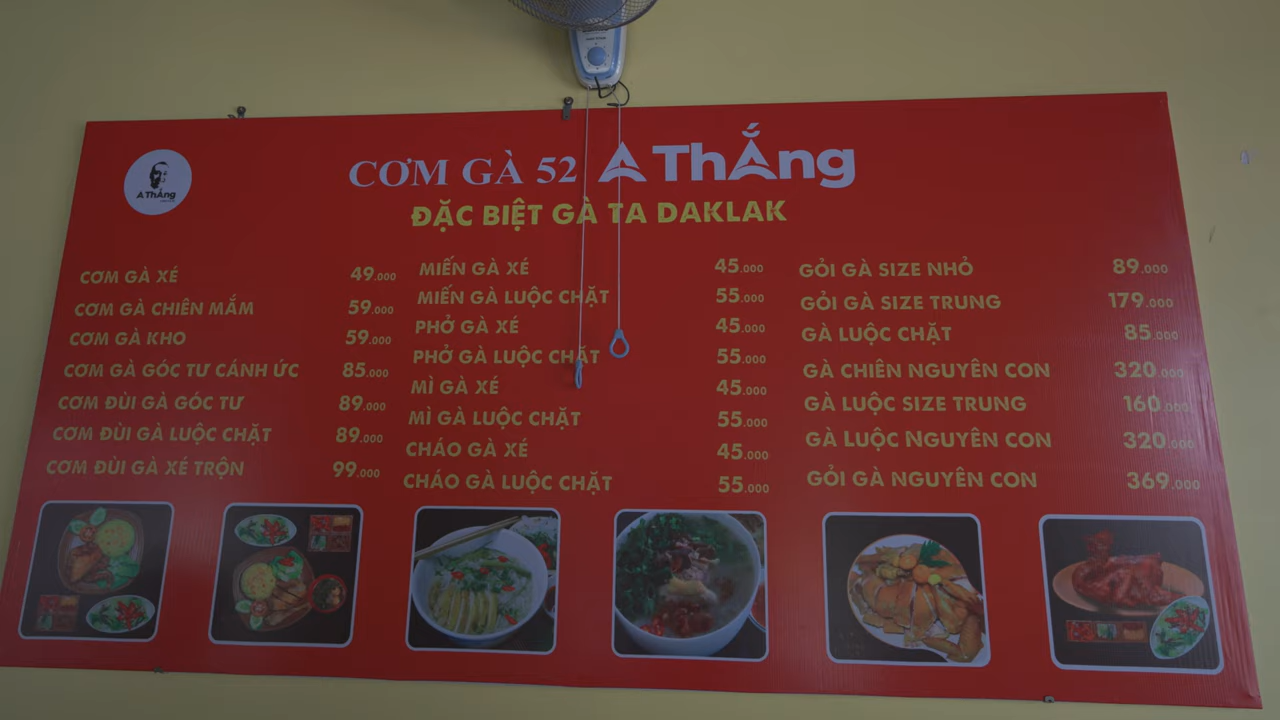 CƠM GÀ 52 A Thắng
A Thắng
ĐẶC BIỆT GÀ TA DAKLAK
CƠM GÀ XÉ 49.000
CƠM GÀ CHIÊN MẮM 59.000
CƠM GÀ KHO 59.000
CƠM GÀ GÓC TƯ CÁNH ỨC 85.000
CƠM ĐÙI GÀ GÓC TƯ 89.000
CƠM ĐÙI GÀ LUỘC CHẶT 89.000
CƠM ĐÙI GÀ XÉ TRỘN 99.000
MIẾN GÀ XÉ 45.000
MIẾN GÀ LUỘC CHẶT 55.000
PHỞ GÀ XÉ 45.000
PHỞ GÀ LUỘC CHẶT 55.000
MÌ GÀ XÉ 45.000
MÌ GÀ LUỘC CHẶT 55.000
CHÁO GÀ XÉ 45.000
CHÁO GÀ LUỘC CHẶT 55.000
GỎI GÀ SIZE NHỎ 89.000
GỎI GÀ SIZE TRUNG 179.000
GÀ LUỘC CHẶT 85.000
GÀ CHIÊN NGUYÊN CON 320.000
GÀ LUỘC SIZE TRUNG 160.000
GÀ LUỘC NGUYÊN CON 320.000
GỎI GÀ NGUYÊN CON 369.000